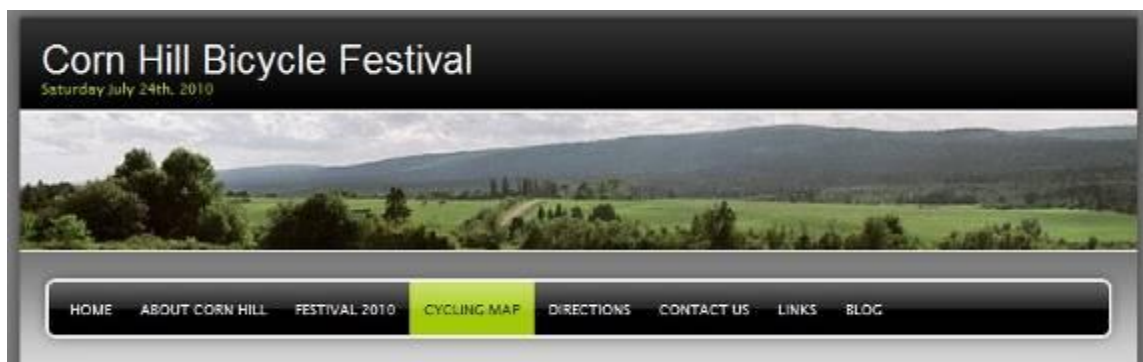 Corn Hill Bicycle Festival
Saturday July 24th, 2010
HOME ABOUT CORN HILL FESTIVAL 2010 CYCLING MAP DIRECTIONS CONTACT US LINKS BLOG